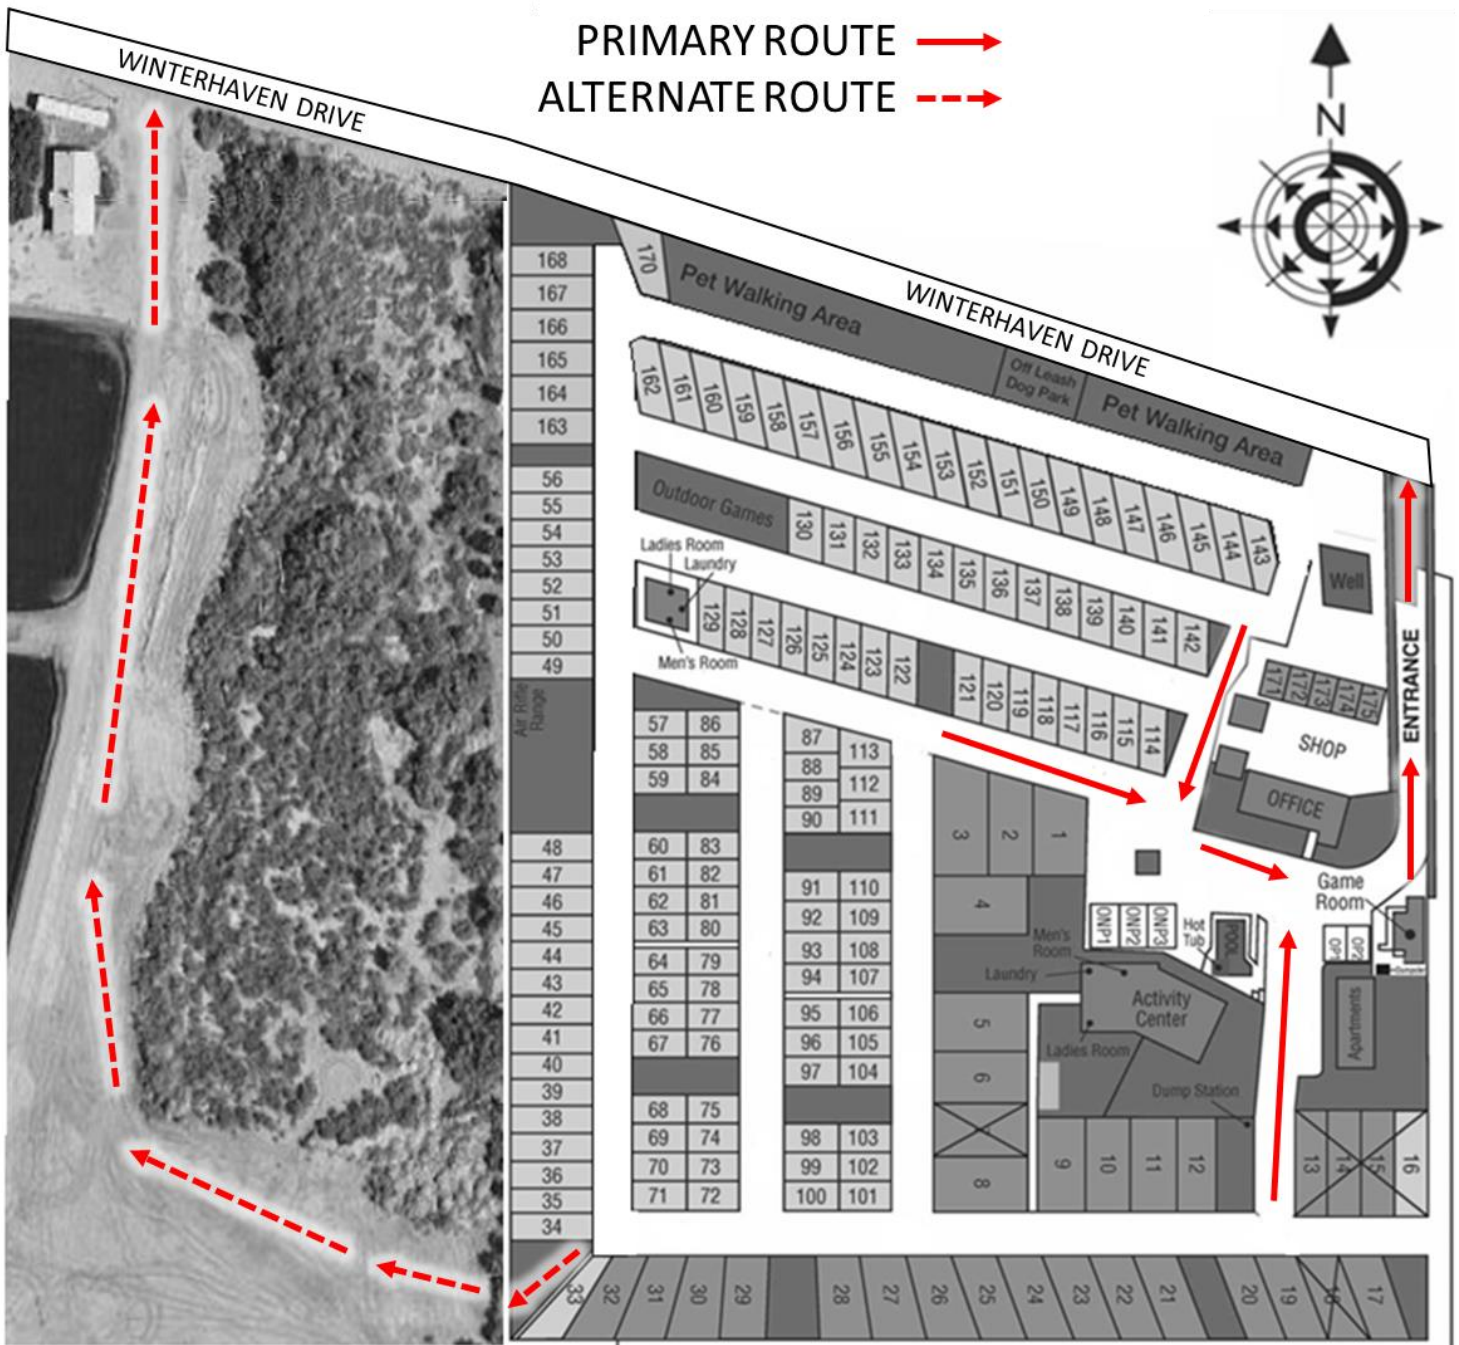 PRIMARY ROUTE
ALTERNATE ROUTE
N
WINTERHAVEN DRIVE
WINTERHAVEN DRIVE
168
167
166
165
164
163
56
55
54
53
52
51
50
49
Air Rifle
Range
48
47
46
45
44
43
42
41
40
39
38
37
36
35
34
170
Pet Walking Area
Off Leash
Dog Park
Pet Walking Area
162 161 160 159 158 157 156 155 154 153 152 151 150 149 148 147 146 145 144 143
Outdoor Games
130 131 132 133 134 135 136 137 138 139 140 141 142
Ladies Room
Laundry
Men's Room
129 128 127 126 125 124 123 122
121 120 119 118 117 116 115 114
Well
171 172 173 174 175
ENTRANCE
SHOP
OFFICE
Game
Room
57 86
58 85
59 84
60 83
61 82
62 81
63 80
64 79
65 78
66 77
67 76
68 75
69 74
70 73
71 72
87 113
88 112
89 111
90
91 110
92 109
93 108
94 107
95 106
96 105
97 104
98 103
99 102
100 101
3 2 1
4
5
6
8
ONP1 ONP2 ONP3
Hot
Tub
POOL
OP1 OP2
Men's
Room
Laundry
Activity
Center
Ladies Room
Apartments
Dump Station
9 10 11 12
13 14 15 16
33 32 31 30 29 28 27 26 25 24 23 22 21 20 19 18 17